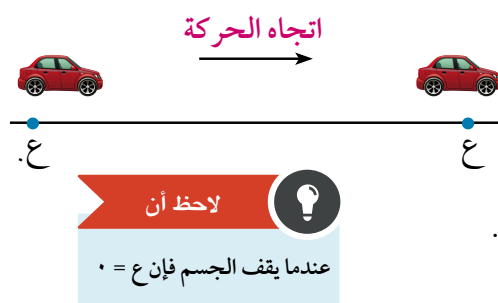 اتجاه الحركة
ع.
ع
لاحظ أن
.
عندما يقف الجسم فإن ع = ٠